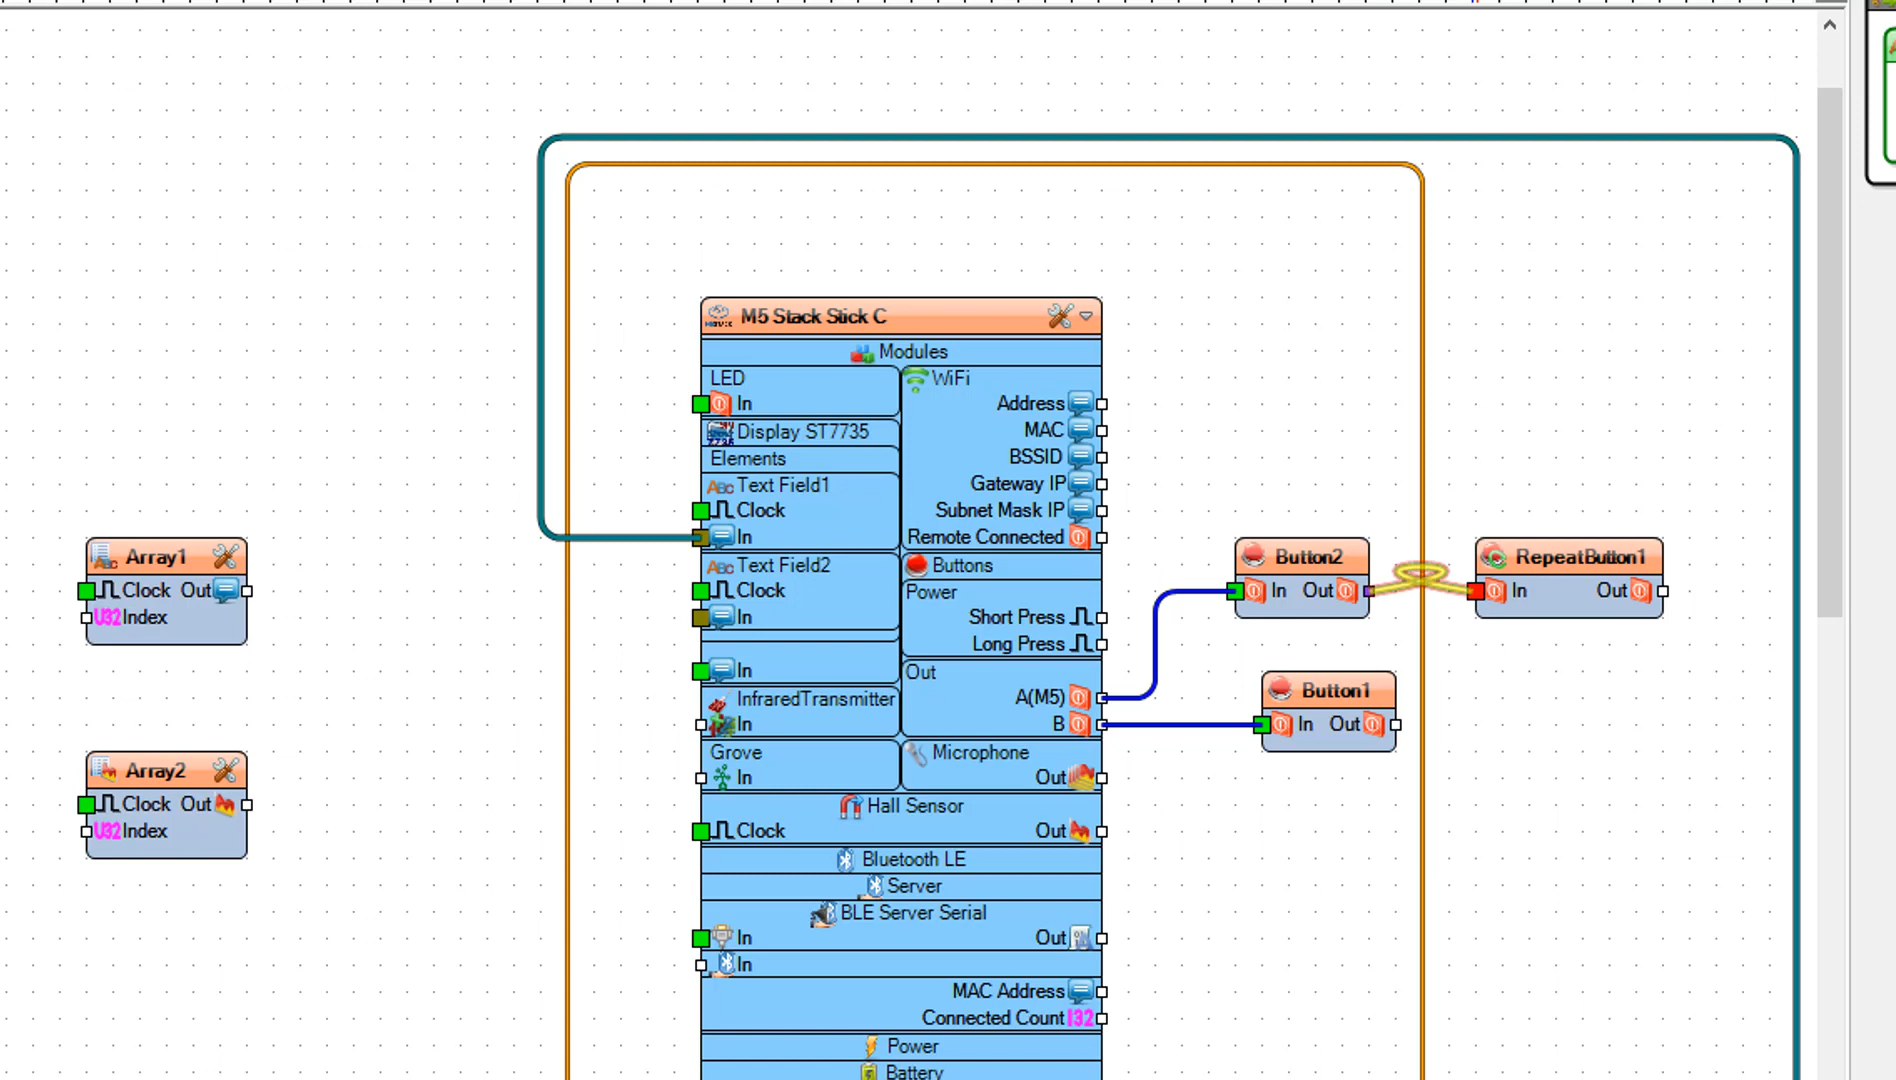 M5 Stack Stick C
Modules
LED
In
WiFi
Address
MAC
Display ST7735
Elements
BSSID
Text Field1
Gateway IP
Clock
Subnet Mask IP
In
Remote Connected
Text Field2
Buttons
Clock
Power
In
Short Press
Long Press
In
Out
InfraredTransmitter
A(M5)
In
B
Grove
Microphone
In
Out
Hall Sensor
Clock
Out
Bluetooth LE
Server
BLE Server Serial
In
Out
In
MAC Address
Connected Count I32
Power
Battery
Array1
Clock Out
U32 Index
Array2
Clock Out
U32 Index
Button2
In Out
RepeatButton1
In Out
Button1
In Out